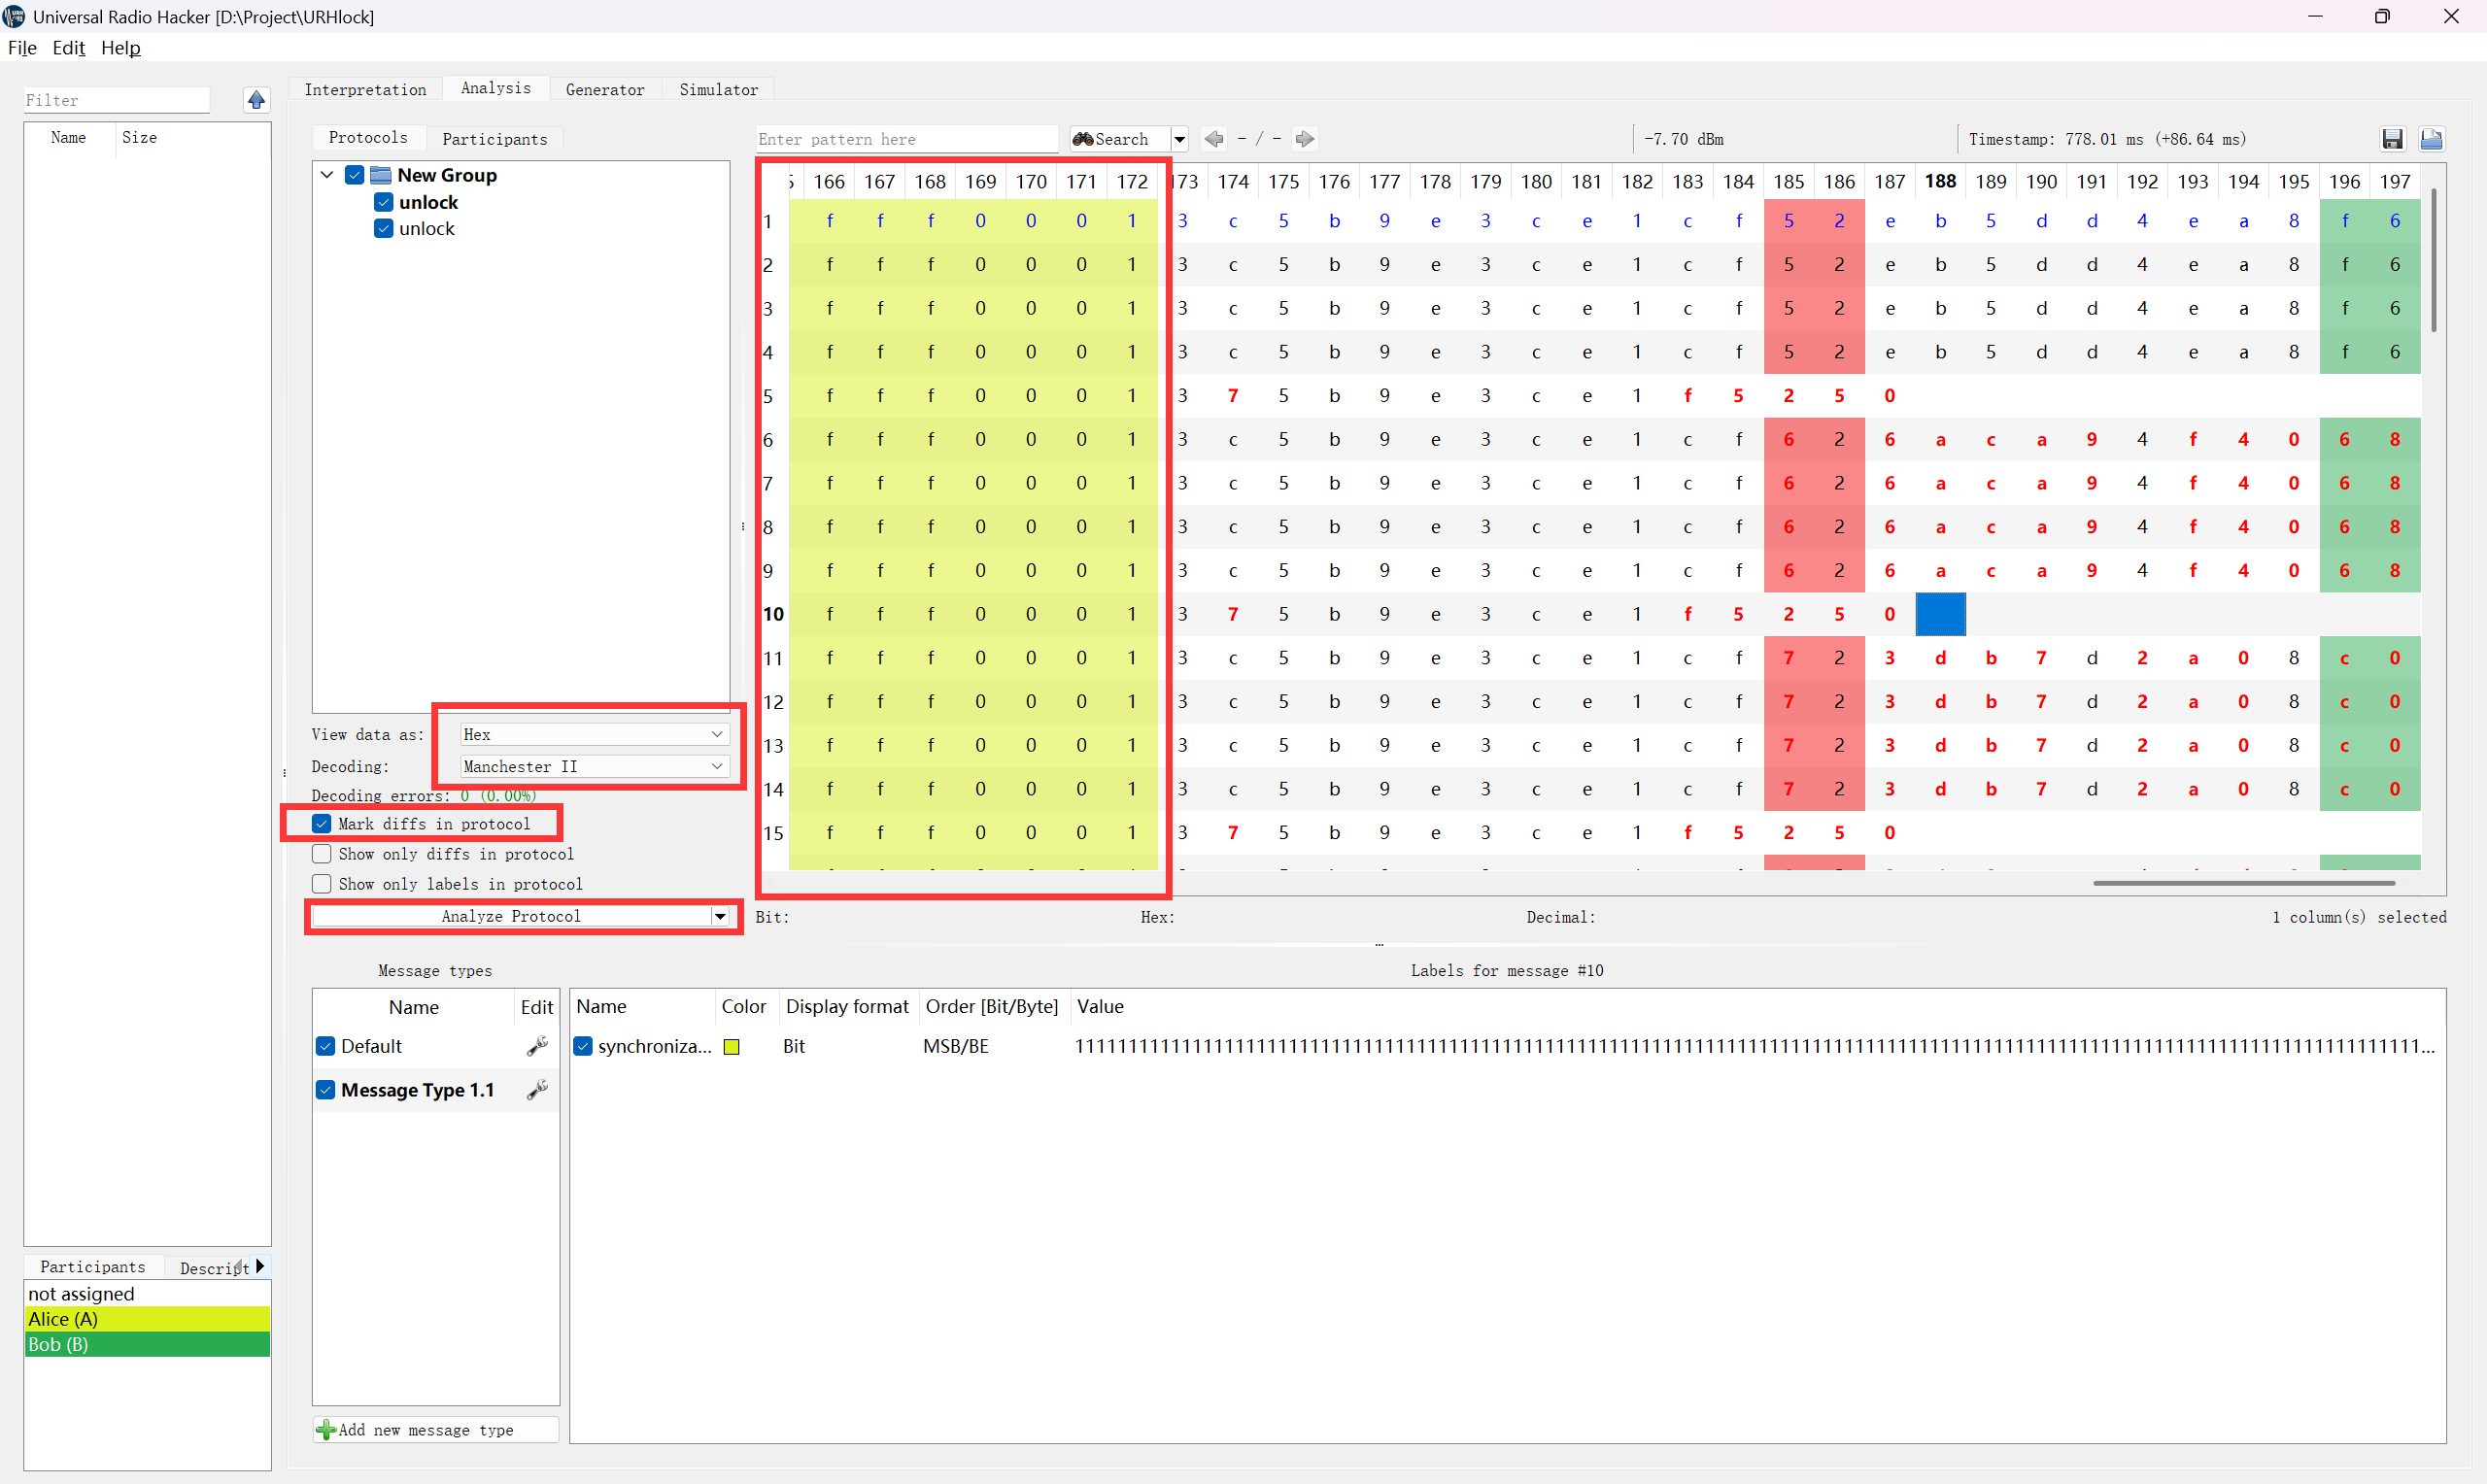 Universal Radio Hacker [D:\Project\URHlock]
File Edit Help
Filter
Name Size
Interpretation Analysis Generator Simulator
Protocols Participants
New Group
unlock
unlock
View data as: Hex
Decoding: Manchester II
Decoding errors: 0 (0.00%)
Mark diffs in protocol
Show only diffs in protocol
Show only labels in protocol
Analyze Protocol
Enter pattern here Search - / - -7.70 dBm Timestamp: 778.01 ms (+86.64 ms)
5 166 167 168 169 170 171 172 173 174 175 176 177 178 179 180 181 182 183 184 185 186 187 188 189 190 191 192 193 194 195 196 197
1 f f f 0 0 0 1 3 c 5 b 9 e 3 c e 1 c f 5 2 e b 5 d d 4 e a 8 f 6
2 f f f 0 0 0 1 3 c 5 b 9 e 3 c e 1 c f 5 2 e b 5 d d 4 e a 8 f 6
3 f f f 0 0 0 1 3 c 5 b 9 e 3 c e 1 c f 5 2 e b 5 d d 4 e a 8 f 6
4 f f f 0 0 0 1 3 c 5 b 9 e 3 c e 1 c f 5 2 e b 5 d d 4 e a 8 f 6
5 f f f 0 0 0 1 3 7 5 b 9 e 3 c e 1 f 5 2 5 0
6 f f f 0 0 0 1 3 c 5 b 9 e 3 c e 1 c f 6 2 6 a c a 9 4 f 4 0 6 8
7 f f f 0 0 0 1 3 c 5 b 9 e 3 c e 1 c f 6 2 6 a c a 9 4 f 4 0 6 8
8 f f f 0 0 0 1 3 c 5 b 9 e 3 c e 1 c f 6 2 6 a c a 9 4 f 4 0 6 8
9 f f f 0 0 0 1 3 c 5 b 9 e 3 c e 1 c f 6 2 6 a c a 9 4 f 4 0 6 8
10 f f f 0 0 0 1 3 7 5 b 9 e 3 c e 1 f 5 2 5 0
11 f f f 0 0 0 1 3 c 5 b 9 e 3 c e 1 c f 7 2 3 d b 7 d 2 a 0 8 c 0
12 f f f 0 0 0 1 3 c 5 b 9 e 3 c e 1 c f 7 2 3 d b 7 d 2 a 0 8 c 0
13 f f f 0 0 0 1 3 c 5 b 9 e 3 c e 1 c f 7 2 3 d b 7 d 2 a 0 8 c 0
14 f f f 0 0 0 1 3 c 5 b 9 e 3 c e 1 c f 7 2 3 d b 7 d 2 a 0 8 c 0
15 f f f 0 0 0 1 3 7 5 b 9 e 3 c e 1 f 5 2 5 0
Bit: Hex: Decimal: 1 column(s) selected
Message types
Name Edit
Default
Message Type 1.1
Add new message type
Labels for message #10
Name Color Display format Order [Bit/Byte] Value
synchroniza... Bit MSB/BE
Participants Descript
not assigned
Alice (A)
Bob (B)